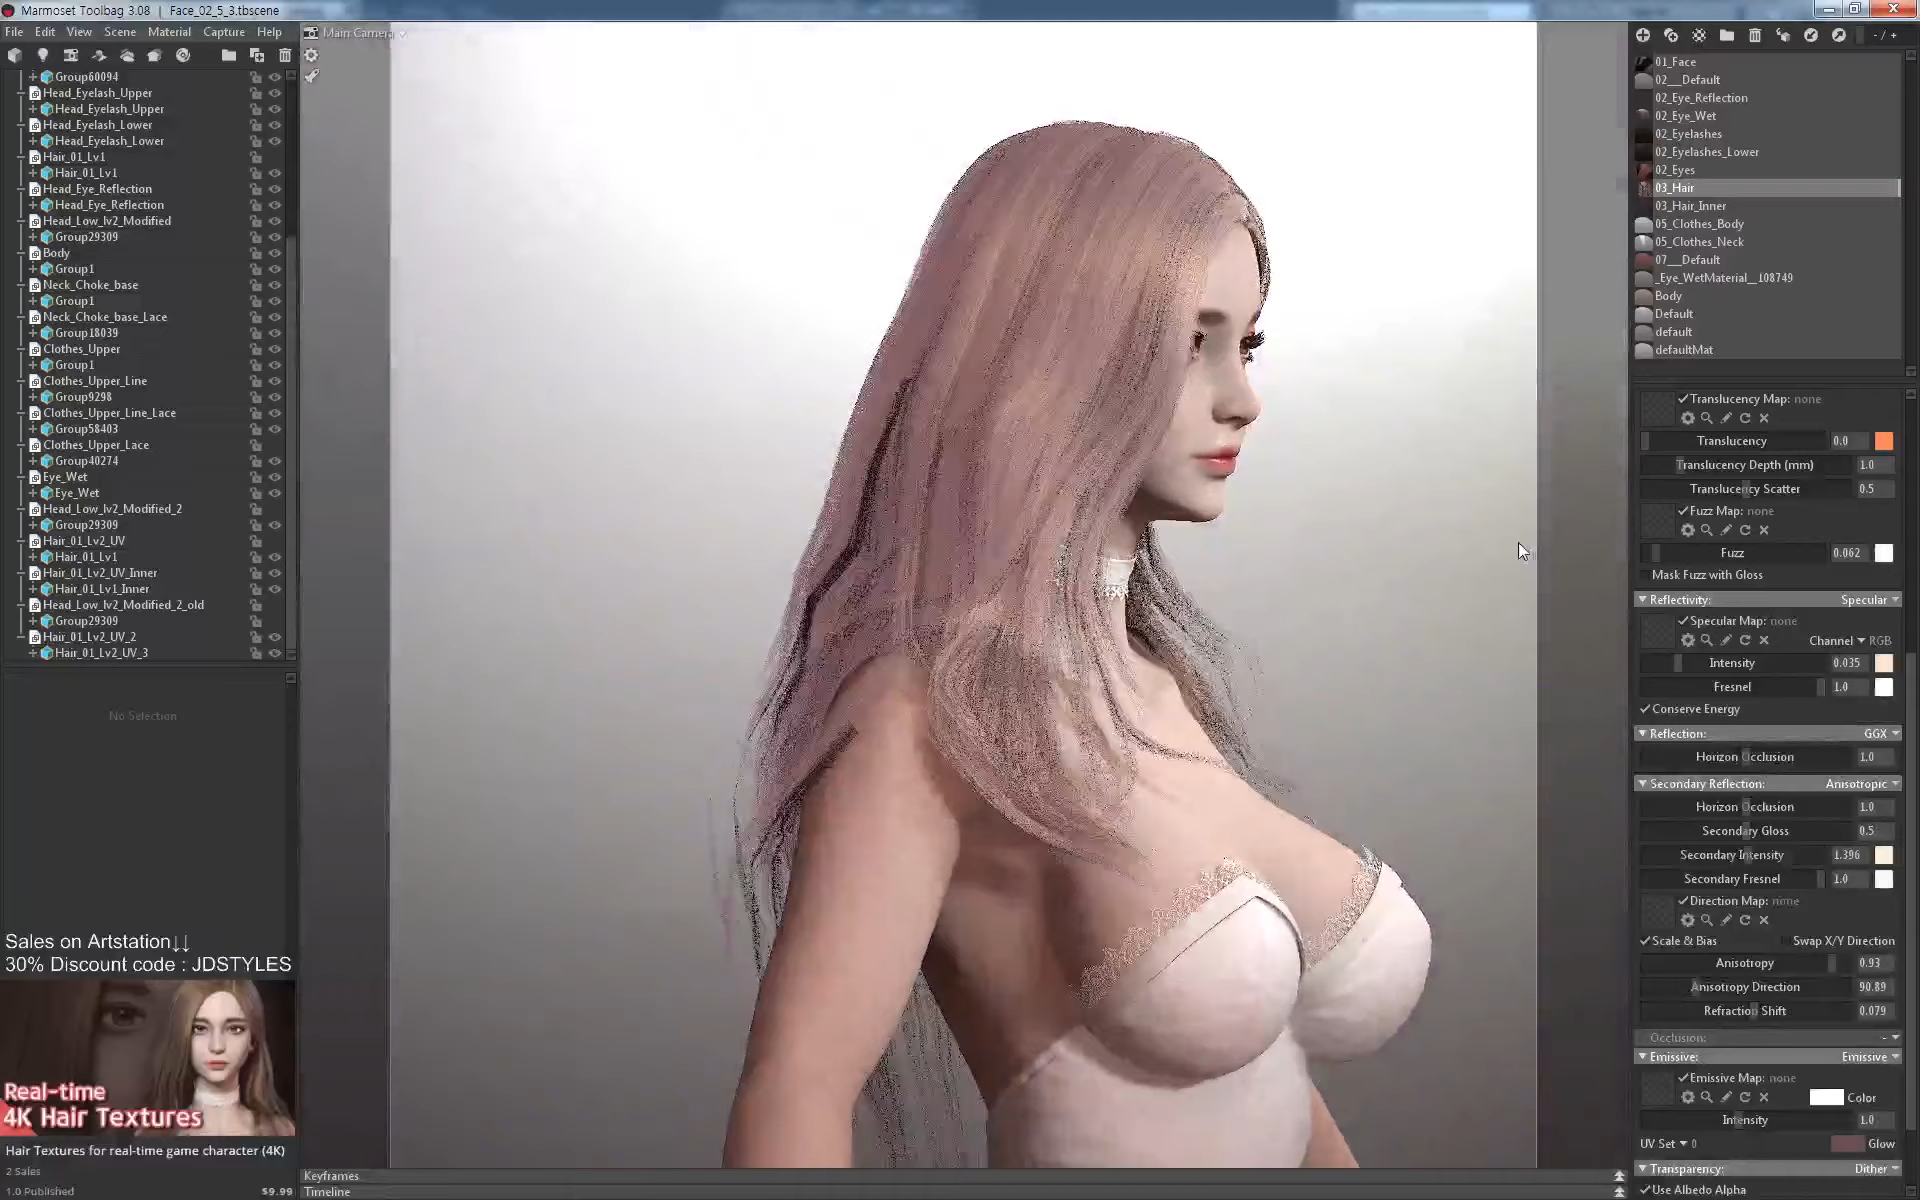 Marmoset Toolbag 3.08 | Face_02_5_3.tbscene
File Edit View Scene Material Capture Help
Main Camera
- / +
Group60094
Head_Eyelash_Upper
Head_Eyelash_Upper
Head_Eyelash_Lower
Head_Eyelash_Lower
Hair_01_Lv1
Hair_01_Lv1
Head_Eye_Reflection
Head_Eye_Reflection
Head_Low_lv2_Modified
Group29309
Body
Group1
Neck_Choke_base
Group1
Neck_Choke_base_Lace
Group18039
Clothes_Upper
Group1
Clothes_Upper_Line
Group9298
Clothes_Upper_Line_Lace
Group58403
Clothes_Upper_Lace
Group40274
Eye_Wet
Eye_Wet
Head_Low_lv2_Modified_2
Group29309
Hair_01_Lv2_UV
Hair_01_Lv1
Hair_01_Lv2_UV_Inner
Hair_01_Lv1_Inner
Head_Low_lv2_Modified_2_old
Group29309
Hair_01_Lv2_UV_2
Hair_01_Lv2_UV_3
No Selection
Sales on Artstation↓↓
30% Discount code : JDSTYLES
Real-time
4K Hair Textures
Hair Textures for real-time game character (4K)
2 Sales
1.0 Published $9.99
Keyframes
Timeline
01_Face
02__Default
02_Eye_Reflection
02_Eye_Wet
02_Eyelashes
02_Eyelashes_Lower
02_Eyes
03_Hair
03_Hair_Inner
05_Clothes_Body
05_Clothes_Neck
07__Default
_Eye_WetMaterial__108749
Body
Default
default
defaultMat
Translucency Map: none
Translucency 0.0
Translucency Depth (mm) 1.0
Translucency Scatter 0.5
Fuzz Map: none
Fuzz 0.062
Mask Fuzz with Gloss
Reflectivity: Specular
Specular Map: none
Channel RGB
Intensity 0.035
Fresnel 1.0
Conserve Energy
Reflection: GGX
Horizon Occlusion 1.0
Secondary Reflection: Anisotropic
Horizon Occlusion 1.0
Secondary Gloss 0.5
Secondary Intensity 1.396
Secondary Fresnel 1.0
Direction Map: none
Scale & Bias Swap X/Y Direction
Anisotropy 0.93
Anisotropy Direction 90.89
Refraction Shift 0.079
Occlusion: -
Emissive: Emissive
Emissive Map: none
Color
Intensity 1.0
UV Set 0 Glow
Transparency: Dither
Use Albedo Alpha